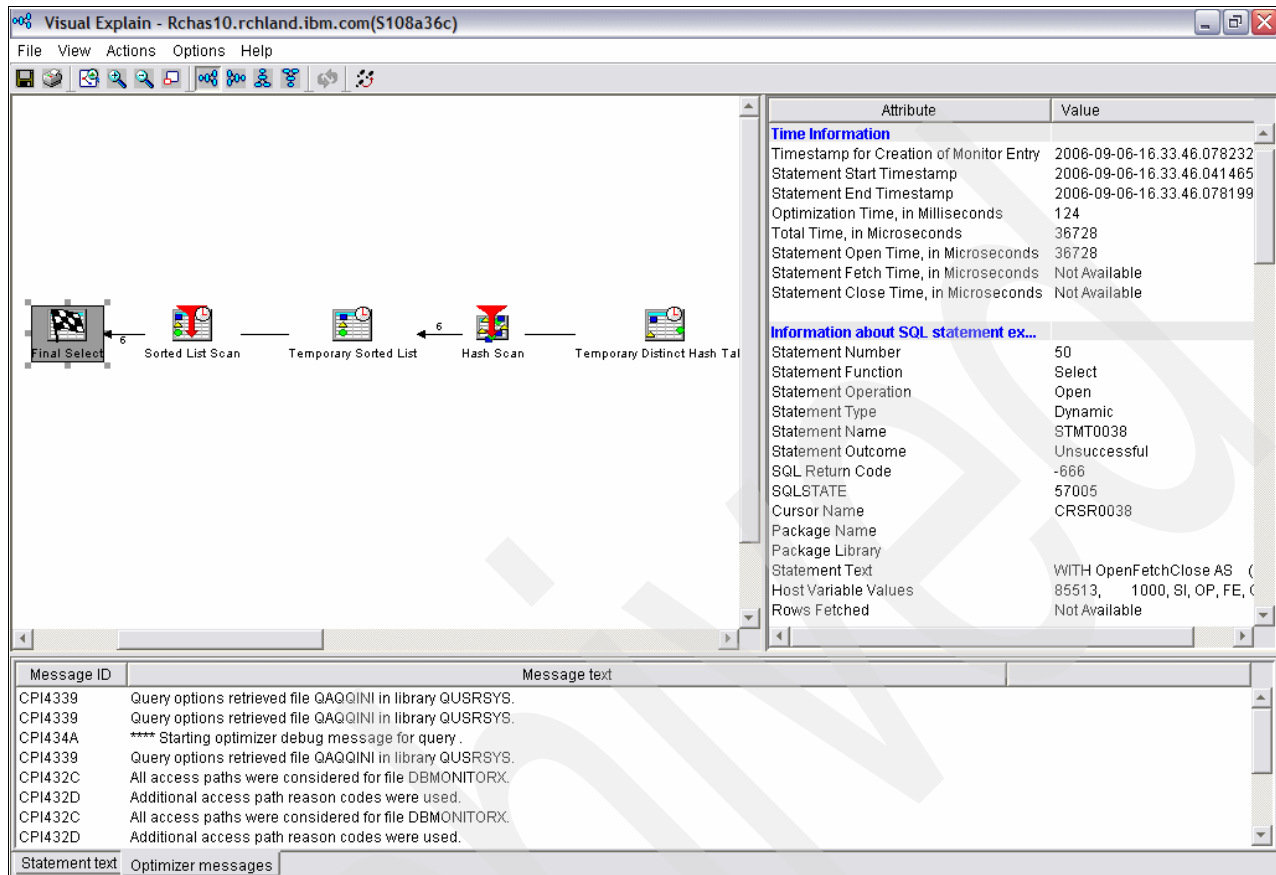 Visual Explain - Rchas10.rchland.ibm.com(S108a36c)
File View Actions Options Help
Attribute Value
Time Information
Timestamp for Creation of Monitor Entry 2006-09-06-16.33.46.078232
Statement Start Timestamp 2006-09-06-16.33.46.041465
Statement End Timestamp 2006-09-06-16.33.46.078199
Optimization Time, in Milliseconds 124
Total Time, in Microseconds 36728
Statement Open Time, in Microseconds 36728
Statement Fetch Time, in Microseconds Not Available
Statement Close Time, in Microseconds Not Available
Information about SQL statement ex...
Statement Number 50
Statement Function Select
Statement Operation Open
Statement Type Dynamic
Statement Name STMT0038
Statement Outcome Unsuccessful
SQL Return Code -666
SQLSTATE 57005
Cursor Name CRSR0038
Package Name
Package Library
Statement Text WITH OpenFetchClose AS (
Host Variable Values 85513, 1000, SI, OP, FE,
Rows Fetched Not Available
6 6
Final Select Sorted List Scan Temporary Sorted List Hash Scan Temporary Distinct Hash Tal
Message ID Message text
CPI4339 Query options retrieved file QAQQINI in library QUSRSYS.
CPI4339 Query options retrieved file QAQQINI in library QUSRSYS.
CPI434A **** Starting optimizer debug message for query .
CPI4339 Query options retrieved file QAQQINI in library QUSRSYS.
CPI432C All access paths were considered for file DBMONITORX.
CPI432D Additional access path reason codes were used.
CPI432C All access paths were considered for file DBMONITORX.
CPI432D Additional access path reason codes were used.
Statement text Optimizer messages